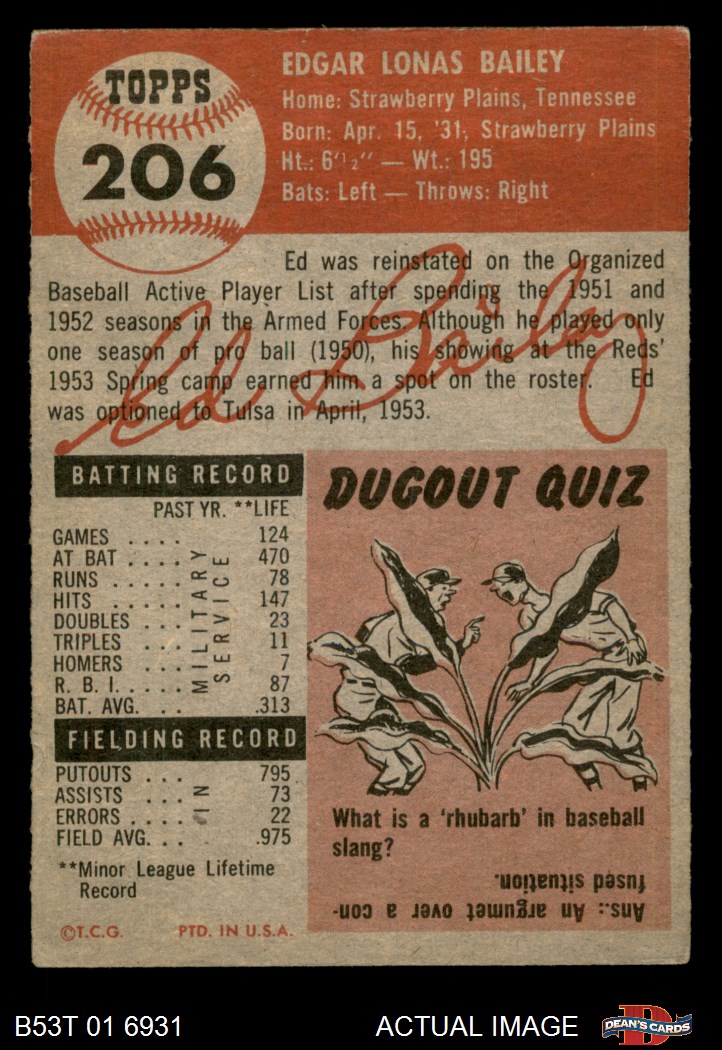 TOPPS
206
EDGAR LONAS BAILEY
Home: Strawberry Plains, Tennessee
Born: Apr. 15, '31, Strawberry Plains
Ht.: 6'½" — Wt.: 195
Bats: Left — Throws: Right
Ed was reinstated on the Organized
Baseball Active Player List after spending the 1951 and
1952 seasons in the Armed Forces. Although he played only
one season of pro ball (1950), his showing at the Reds'
1953 Spring camp earned him a spot on the roster. Ed
was optioned to Tulsa in April, 1953.
Ed Bailey
BATTING RECORD
PAST YR. **LIFE
GAMES .... 124
AT BAT .... 470
RUNS ..... 78
HITS ..... 147
DOUBLES .. 23
TRIPLES ... 11
HOMERS ... 7
R. B. I. .... 87
BAT. AVG. .. .313
IN MILITARY
SERVICE
FIELDING RECORD
PUTOUTS ... 795
ASSISTS ... 73
ERRORS .... 22
FIELD AVG. .. .975
**Minor League Lifetime
Record
©T.C.G. PTD. IN U.S.A.
DUGOUT QUIZ
What is a 'rhubarb' in baseball
slang?
Ans.: An argumet over a con-
fused situation.
B53T 01 6931
ACTUAL IMAGE
D
DEAN'S CARDS